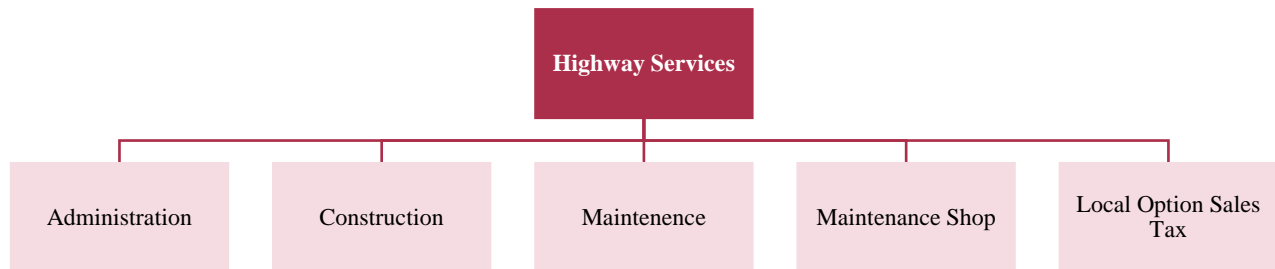 Highway Services
Administration
Construction
Maintenence
Maintenance Shop
Local Option Sales
Tax